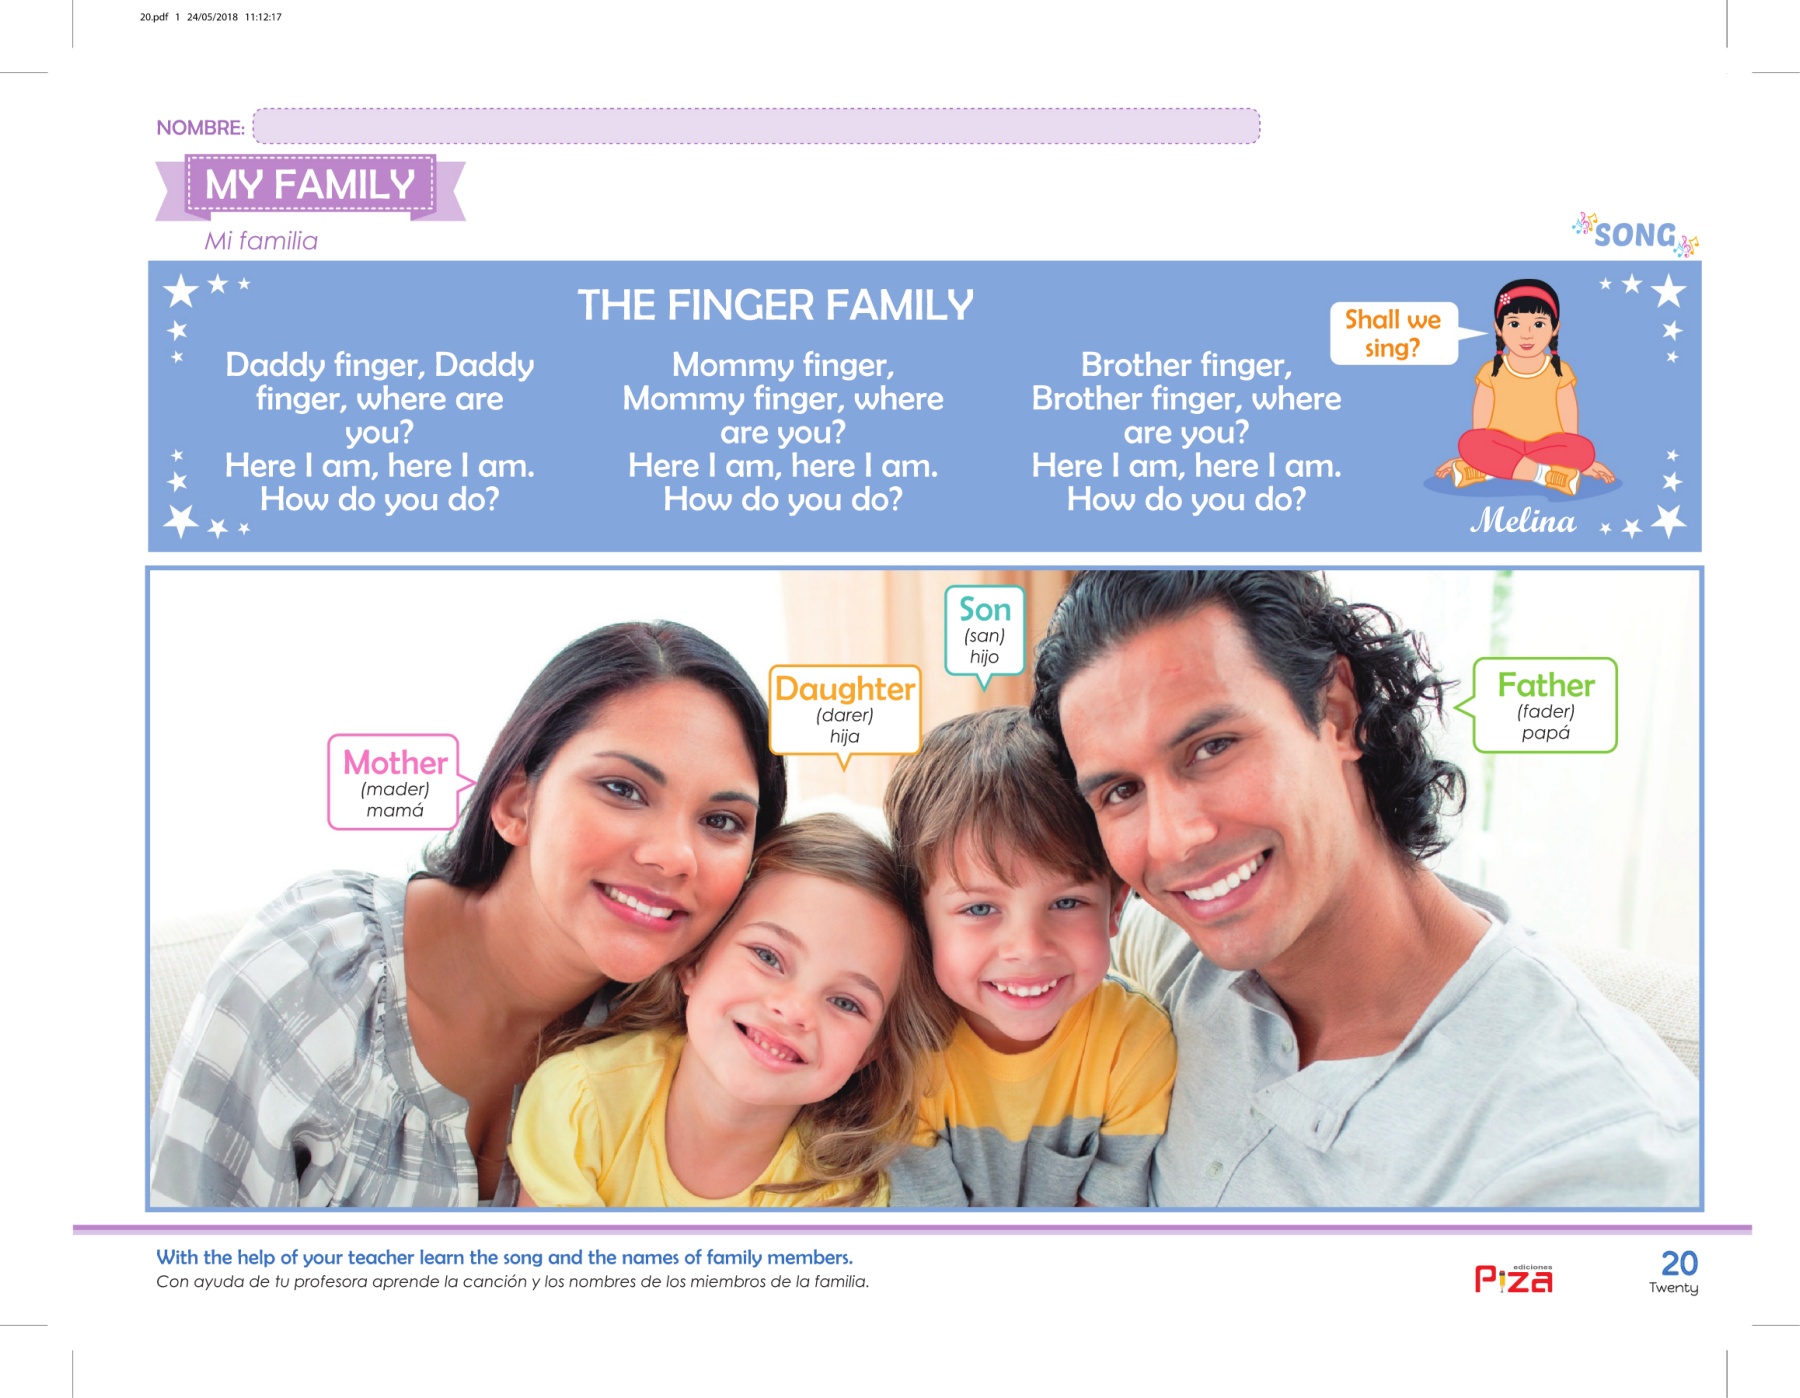 20.pdf 1 24/05/2018 11:12:17
NOMBRE:
MY FAMILY
Mi familia
SONG
THE FINGER FAMILY
Shall we
sing?
Daddy finger, Daddy
finger, where are
you?
Here I am, here I am.
How do you do?
Mommy finger,
Mommy finger, where
are you?
Here I am, here I am.
How do you do?
Brother finger,
Brother finger, where
are you?
Here I am, here I am.
How do you do?
Melina
Son
(san)
hijo
Daughter
(darer)
hija
Father
(fader)
papá
Mother
(mader)
mamá
With the help of your teacher learn the song and the names of family members.
Con ayuda de tu profesora aprende la canción y los nombres de los miembros de la familia.
ediciones
Piza
20
Twenty